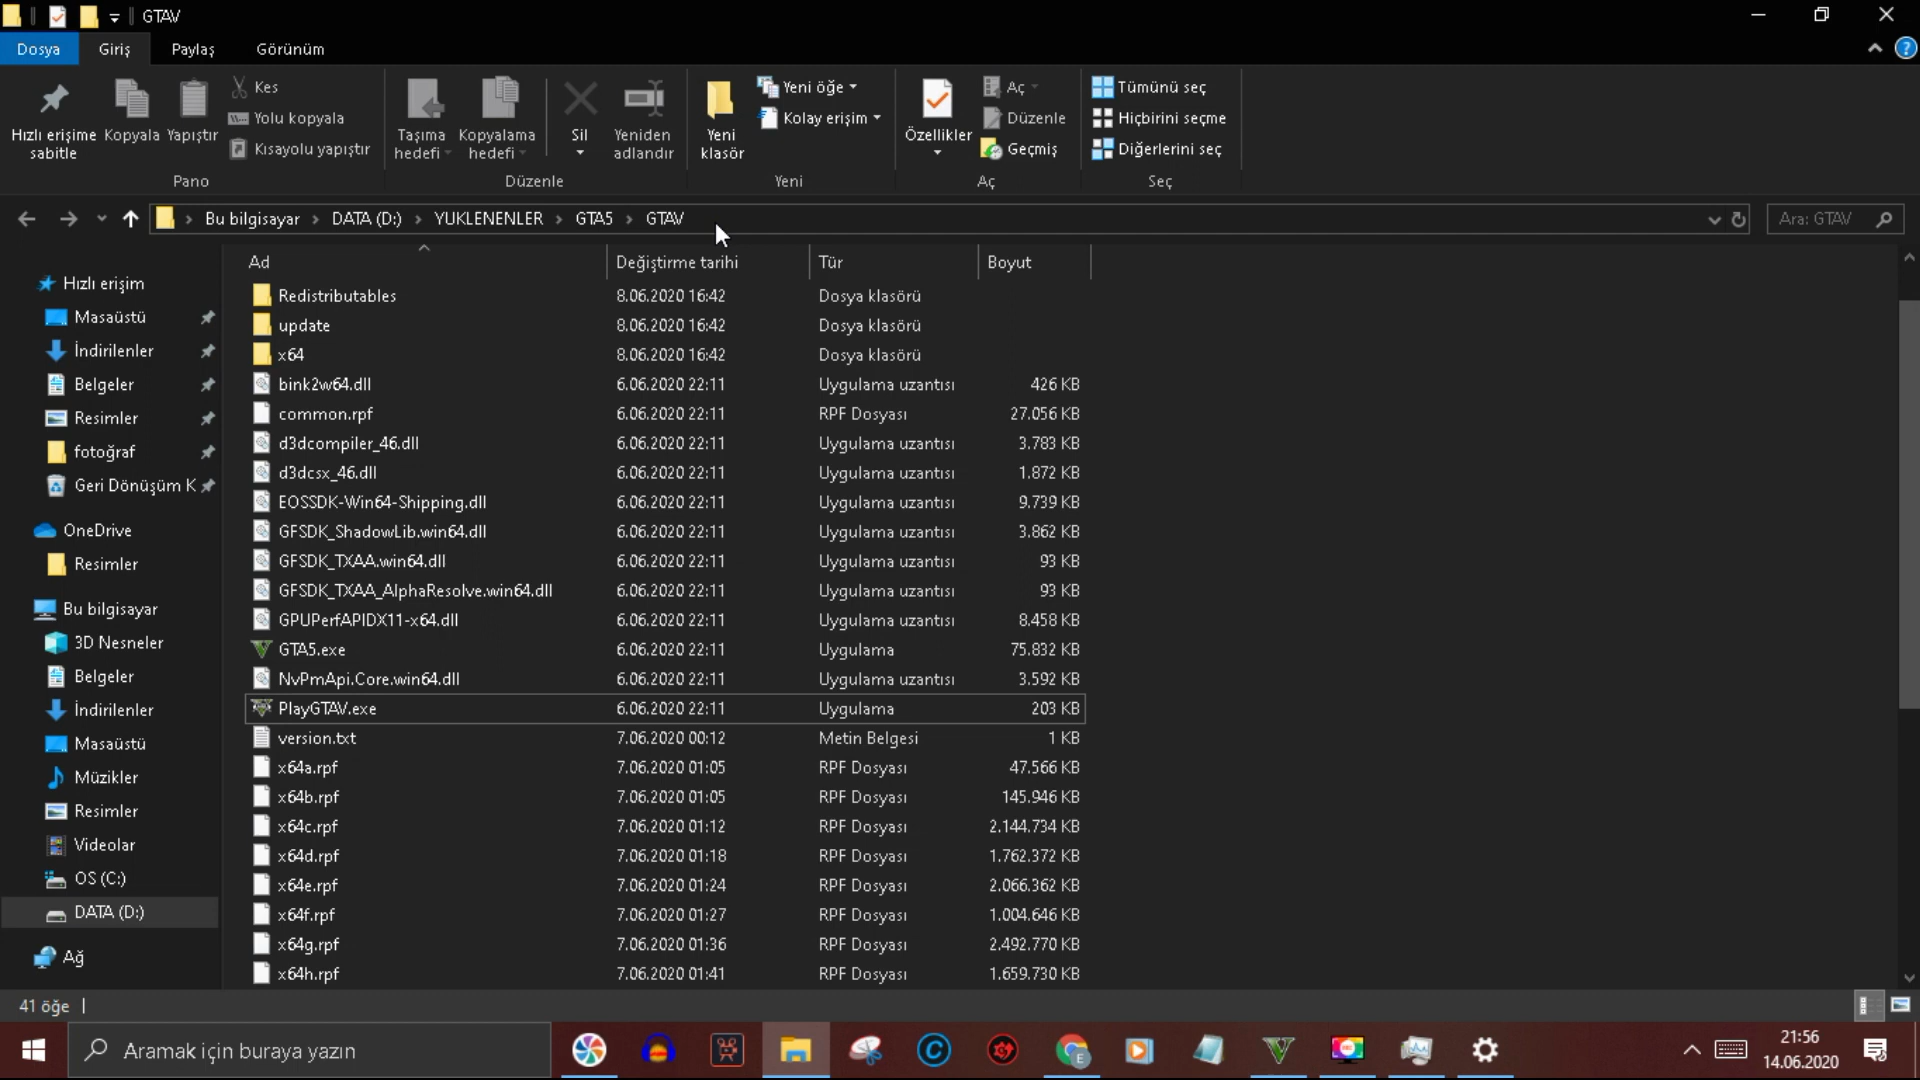 GTAV
Dosya Giriş Paylaş Görünüm
Hızlı erişime sabitle
Kopyala
Yapıştır
Kes
Yolu kopyala
Kısayolu yapıştır
Pano
Taşıma hedefi
Kopyalama hedefi
Sil
Yeniden adlandır
Düzenle
Yeni klasör
Yeni öğe
Kolay erişim
Yeni
Özellikler
Aç
Düzenle
Geçmiş
Aç
Tümünü seç
Hiçbirini seçme
Diğerlerini seç
Seç
Bu bilgisayar > DATA (D:) > YUKLENENLER > GTA5 > GTAV
Ara: GTAV
Hızlı erişim
Masaüstü
İndirilenler
Belgeler
Resimler
fotoğraf
Geri Dönüşüm K
OneDrive
Resimler
Bu bilgisayar
3D Nesneler
Belgeler
İndirilenler
Masaüstü
Müzikler
Resimler
Videolar
OS (C:)
DATA (D:)
Ağ
Ad Değiştirme tarihi Tür Boyut
Redistributables 8.06.2020 16:42 Dosya klasörü
update 8.06.2020 16:42 Dosya klasörü
x64 8.06.2020 16:42 Dosya klasörü
bink2w64.dll 6.06.2020 22:11 Uygulama uzantısı 426 KB
common.rpf 6.06.2020 22:11 RPF Dosyası 27.056 KB
d3dcompiler_46.dll 6.06.2020 22:11 Uygulama uzantısı 3.783 KB
d3dcsx_46.dll 6.06.2020 22:11 Uygulama uzantısı 1.872 KB
EOSSDK-Win64-Shipping.dll 6.06.2020 22:11 Uygulama uzantısı 9.739 KB
GFSDK_ShadowLib.win64.dll 6.06.2020 22:11 Uygulama uzantısı 3.862 KB
GFSDK_TXAA.win64.dll 6.06.2020 22:11 Uygulama uzantısı 93 KB
GFSDK_TXAA_AlphaResolve.win64.dll 6.06.2020 22:11 Uygulama uzantısı 93 KB
GPUPerfAPIDX11-x64.dll 6.06.2020 22:11 Uygulama uzantısı 8.458 KB
GTA5.exe 6.06.2020 22:11 Uygulama 75.832 KB
NvPmApi.Core.win64.dll 6.06.2020 22:11 Uygulama uzantısı 3.592 KB
PlayGTAV.exe 6.06.2020 22:11 Uygulama 203 KB
version.txt 7.06.2020 00:12 Metin Belgesi 1 KB
x64a.rpf 7.06.2020 01:05 RPF Dosyası 47.566 KB
x64b.rpf 7.06.2020 01:05 RPF Dosyası 145.946 KB
x64c.rpf 7.06.2020 01:12 RPF Dosyası 2.144.734 KB
x64d.rpf 7.06.2020 01:18 RPF Dosyası 1.762.372 KB
x64e.rpf 7.06.2020 01:24 RPF Dosyası 2.066.362 KB
x64f.rpf 7.06.2020 01:27 RPF Dosyası 1.004.646 KB
x64g.rpf 7.06.2020 01:36 RPF Dosyası 2.492.770 KB
x64h.rpf 7.06.2020 01:41 RPF Dosyası 1.659.730 KB
41 öğe
Aramak için buraya yazın
21:56
14.06.2020